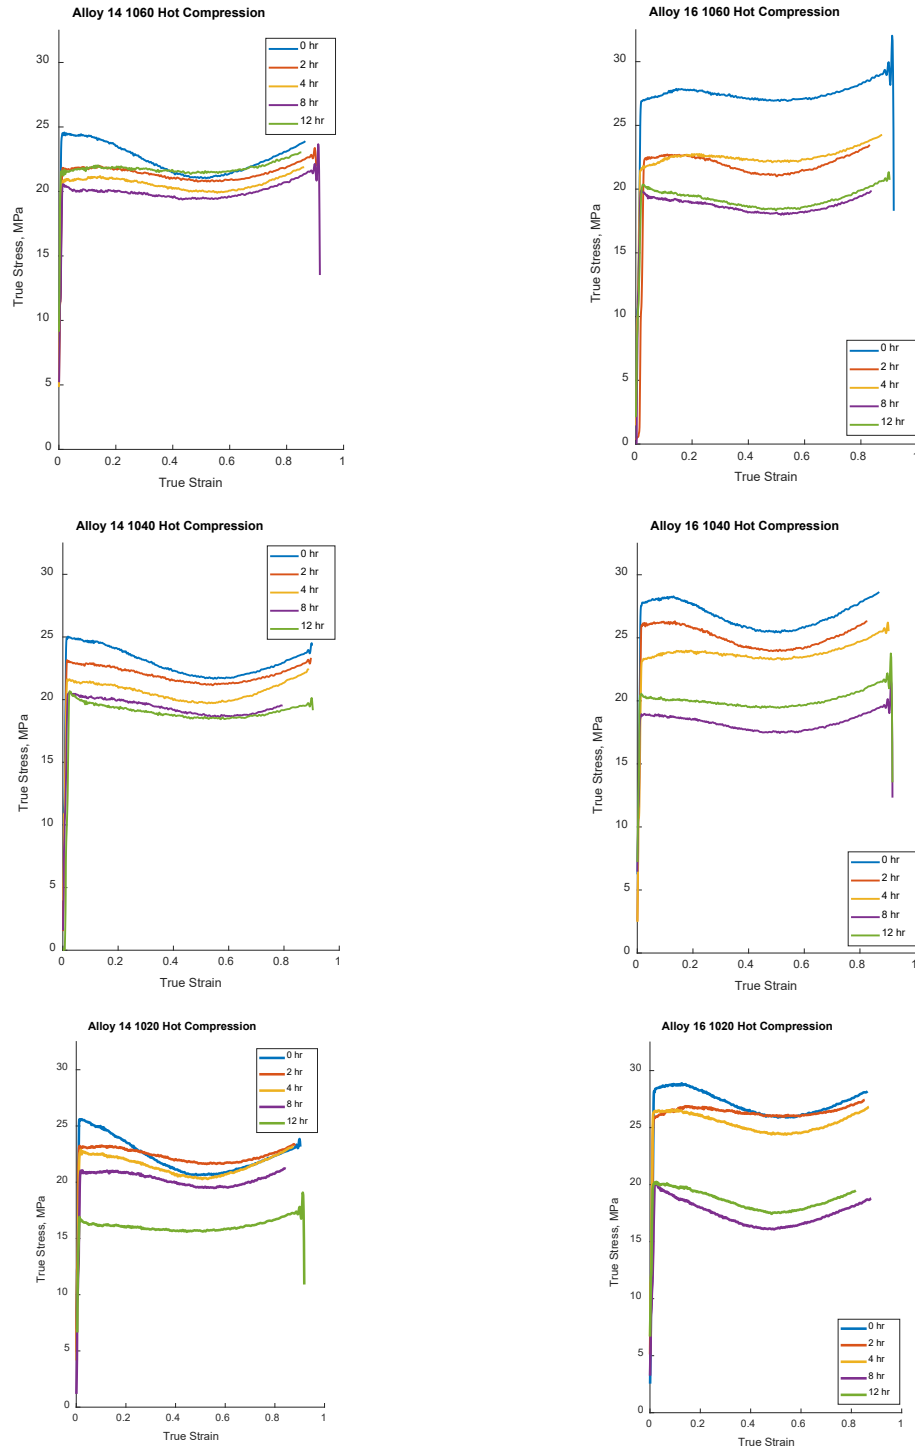 Alloy 14 1060 Hot Compression
30
25
20
15
10
5
0
0
0.2
0.4
0.6
0.8
1
True Stress, MPa
True Strain
0 hr
2 hr
4 hr
8 hr
12 hr
Alloy 16 1060 Hot Compression
30
25
20
15
10
5
0
0
0.2
0.4
0.6
0.8
1
True Stress, MPa
True Strain
0 hr
2 hr
4 hr
8 hr
12 hr
Alloy 14 1040 Hot Compression
30
25
20
15
10
5
0
0
0.2
0.4
0.6
0.8
1
True Stress, MPa
True Strain
0 hr
2 hr
4 hr
8 hr
12 hr
Alloy 16 1040 Hot Compression
30
25
20
15
10
5
0
0
0.2
0.4
0.6
0.8
1
True Stress, MPa
True Strain
0 hr
2 hr
4 hr
8 hr
12 hr
Alloy 14 1020 Hot Compression
30
25
20
15
10
5
0
0
0.2
0.4
0.6
0.8
1
True Stress, MPa
True Strain
0 hr
2 hr
4 hr
8 hr
12 hr
Alloy 16 1020 Hot Compression
30
25
20
15
10
5
0
0
0.2
0.4
0.6
0.8
1
True Stress, MPa
True Strain
0 hr
2 hr
4 hr
8 hr
12 hr